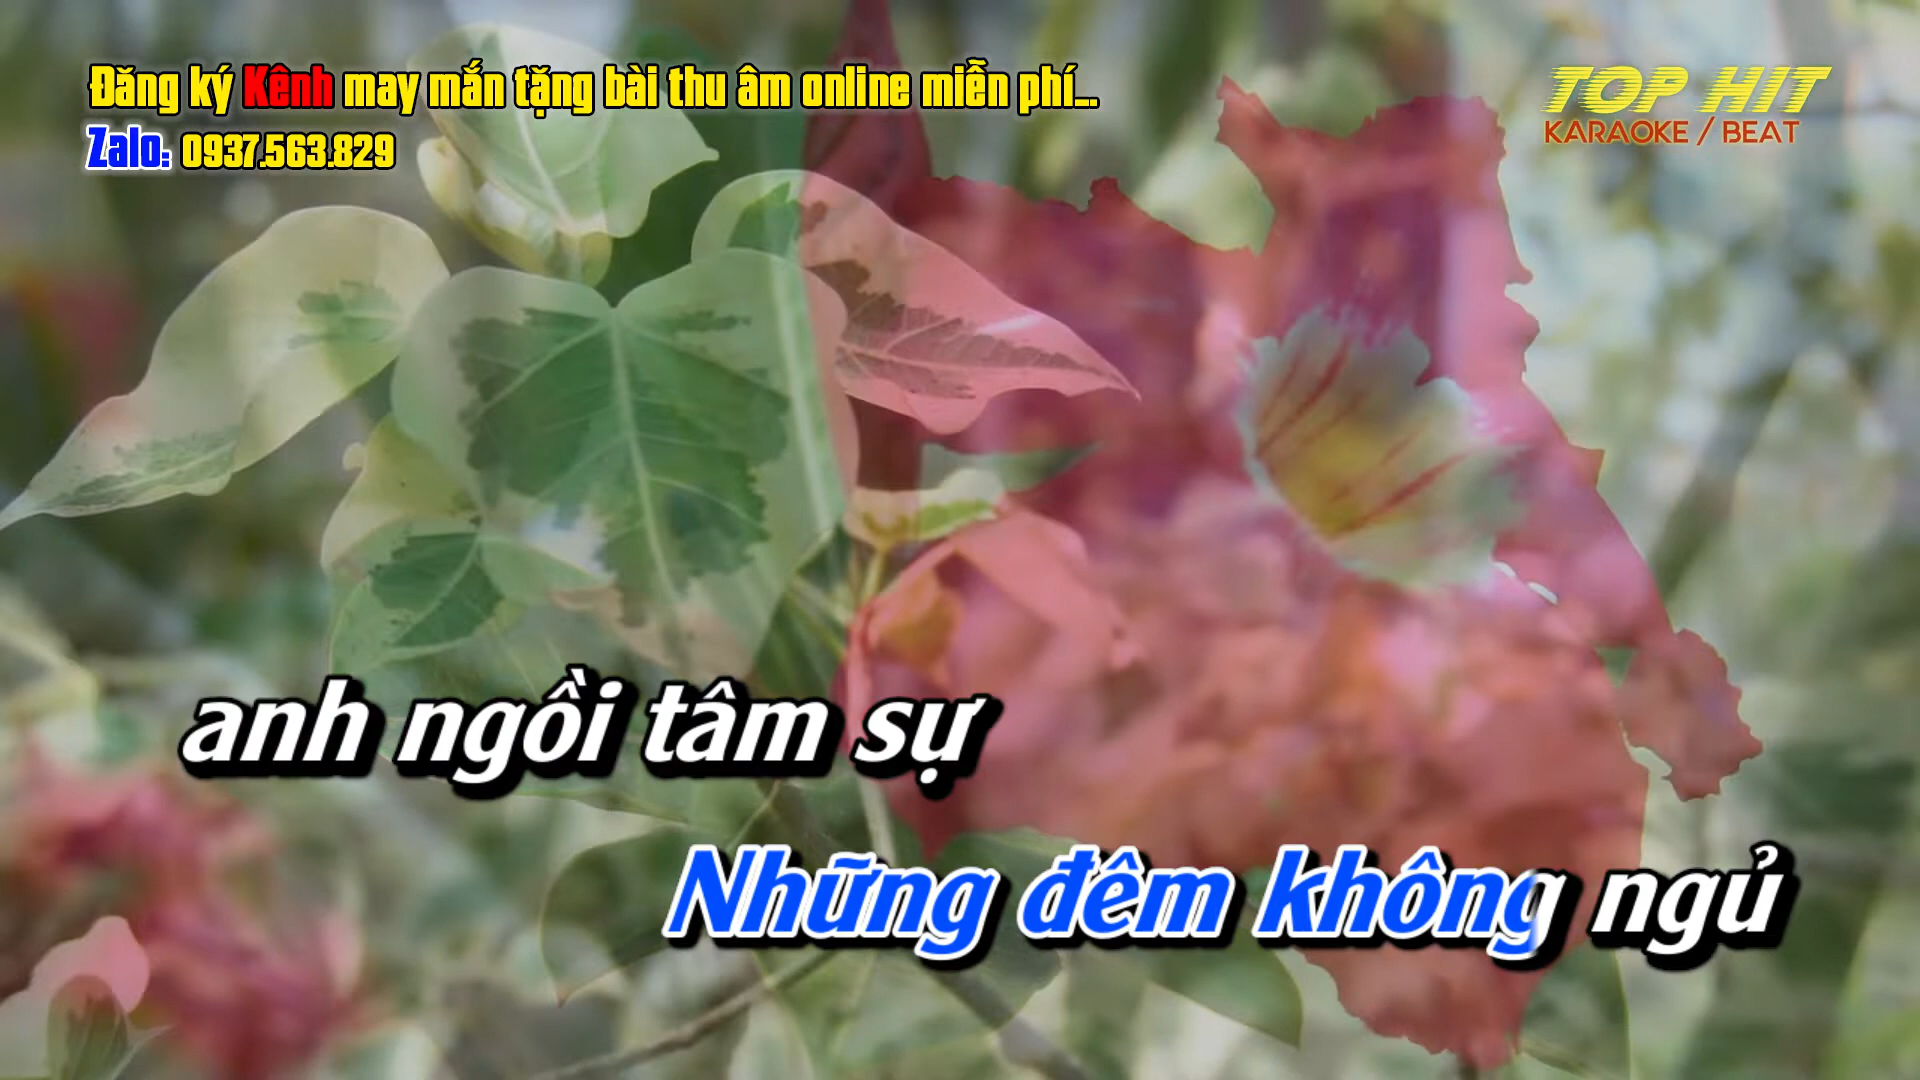 Đăng ký Kênh may mắn tặng bài thu âm online miễn phí...
Zalo: 0937.563.829
TOP HIT
KARAOKE / BEAT
anh ngồi tâm sự
Những đêm không ngủ